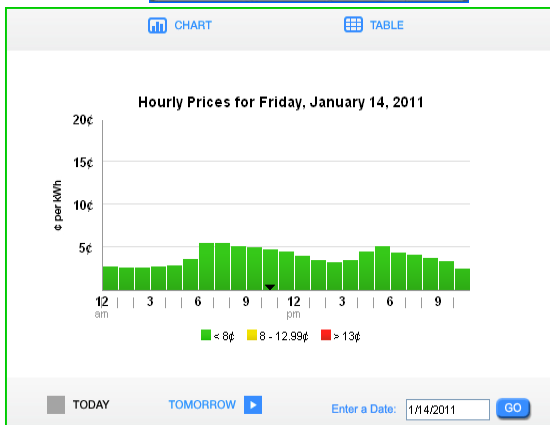 CHART TABLE
Hourly Prices for Friday, January 14, 2011
20¢
15¢
10¢
5¢
¢ per kWh
12 3 6 9 12 3 6 9
am pm
< 8¢ 8 - 12.99¢ > 13¢
TODAY TOMORROW Enter a Date: 1/14/2011 GO